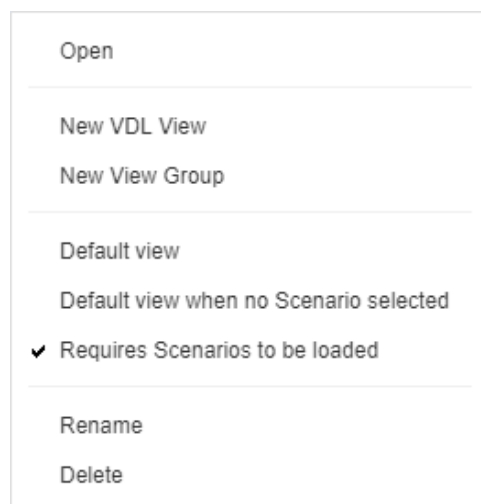 Open
New VDL View
New View Group
Default view
Default view when no Scenario selected
Requires Scenarios to be loaded
Rename
Delete